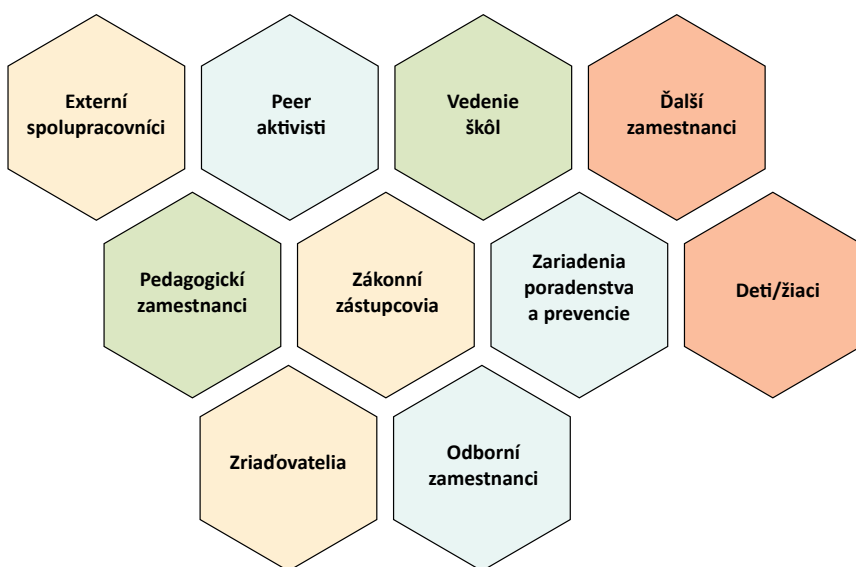 Externí
spolupracovníci
Peer
aktivisti
Vedenie
škôl
Ďalší
zamestnanci
Pedagogickí
zamestnanci
Zákonní
zástupcovia
Zariadenia
poradenstva
a prevencie
Deti/žiaci
Zriaďovatelia
Odborní
zamestnanci